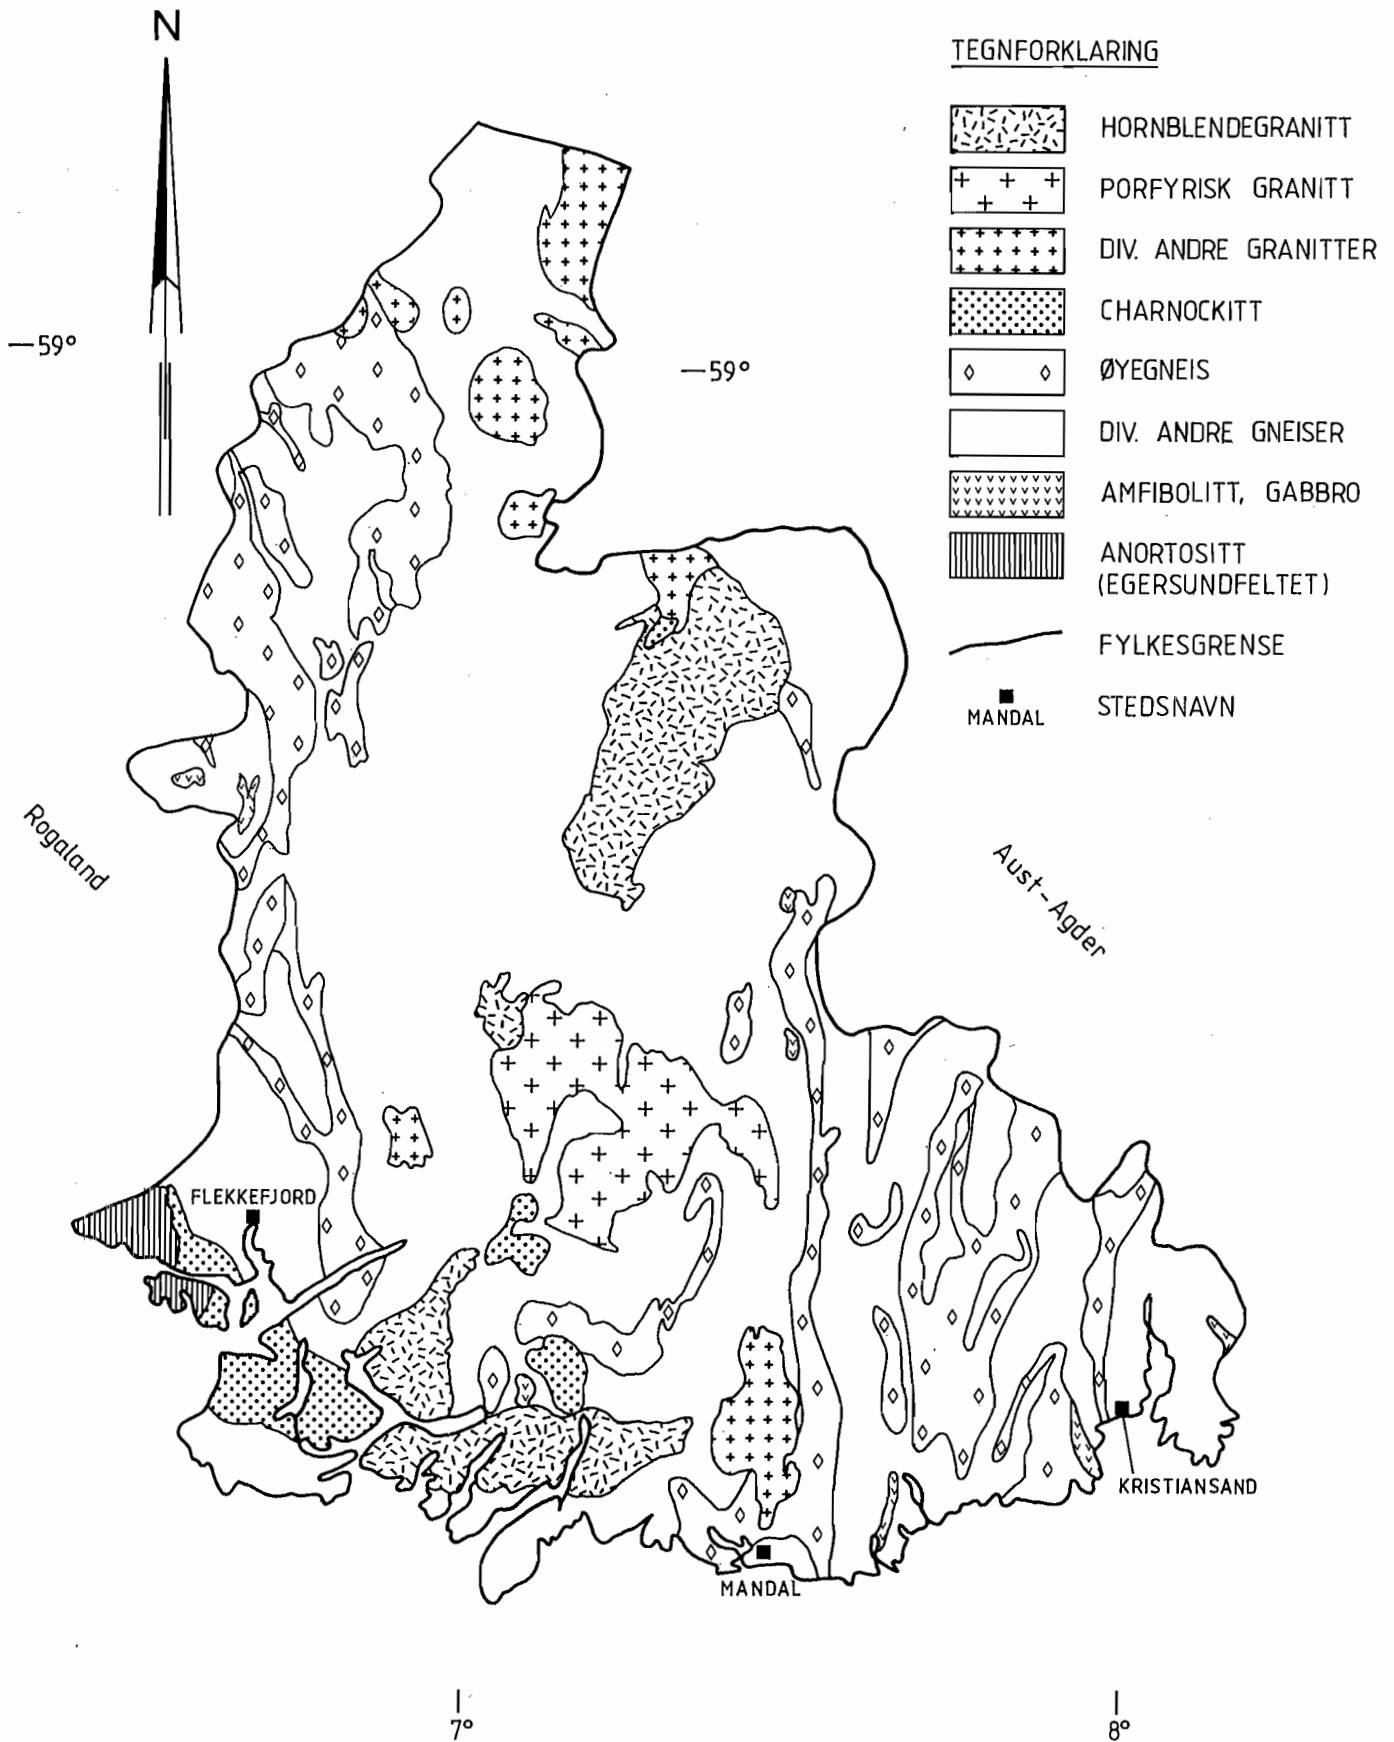 N
TEGNFORKLARING
HORNBLENDEGRANITT
PORFYRISK GRANITT
DIV. ANDRE GRANITTER
CHARNOCKITT
ØYEGNEIS
DIV. ANDRE GNEISER
AMFIBOLITT, GABBRO
ANORTOSITT
(EGERSUNDFELTET)
FYLKESGRENSE
MANDAL
STEDSNAVN
59°
59°
Rogaland
Aust-Agder
FLEKKEFJORD
KRISTIANSAND
MANDAL
7°
8°